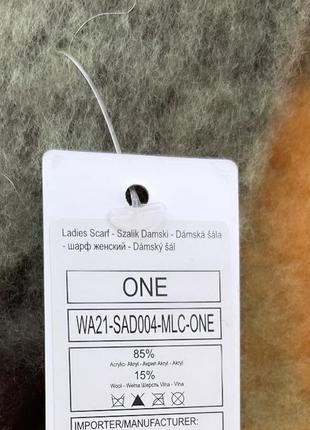 Ladies Scarf - Szalik Damski - Dámská šála
- шарф женский - Dámský šál
ONE
WA21-SAD004-MLC-ONE
85%
Acrylic- Akryl - Акрил Akryl - Akryl
15%
Wool - Wełna Шерсть Vlna - Vlna
IMPORTER/MANUFACTURER: